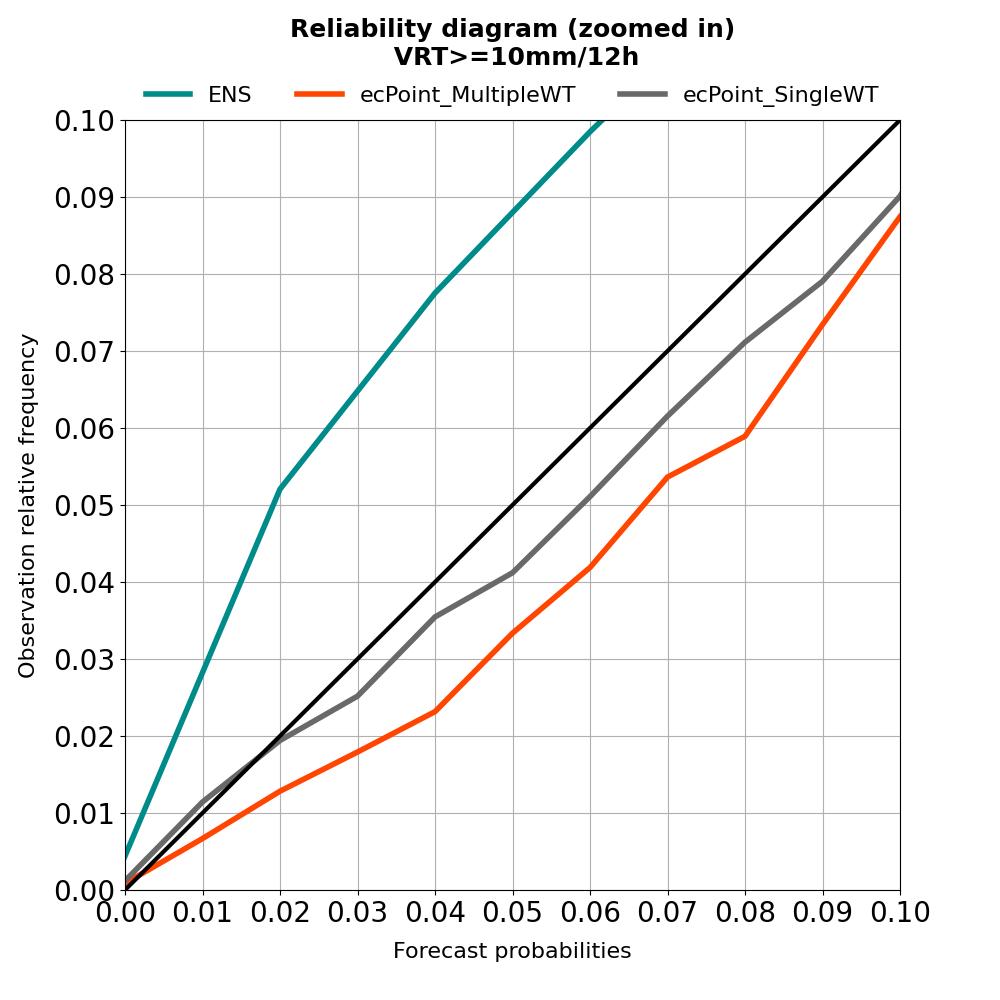 Reliability diagram (zoomed in)
VRT>=10mm/12h
ENS ecPoint_MultipleWT ecPoint_SingleWT
0.10
0.09
0.08
0.07
0.06
0.05
0.04
0.03
0.02
0.01
0.00
Observation relative frequency
0.00 0.01 0.02 0.03 0.04 0.05 0.06 0.07 0.08 0.09 0.10
Forecast probabilities